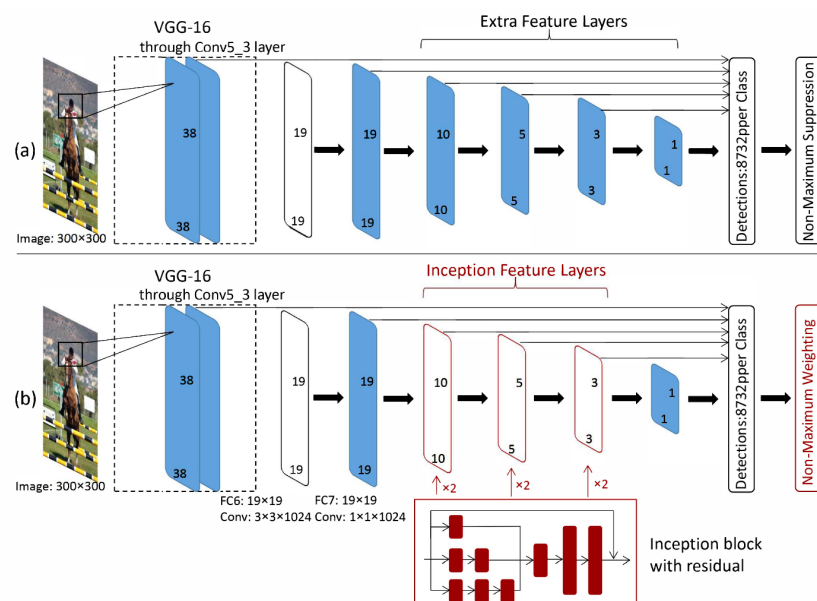 VGG-16
through Conv5_3 layer
Extra Feature Layers
(a)
38
38
19
19
19
19
10
10
5
5
3
3
1
1
Detections:8732pper Class
Non-Maximum Suppression
Image: 300×300
VGG-16
through Conv5_3 layer
Inception Feature Layers
(b)
38
38
19
19
19
19
10
10
5
5
3
3
1
1
Detections:8732pper Class
Non-Maximum Weighting
Image: 300×300
FC6: 19×19
Conv: 3×3×1024
FC7: 19×19
Conv: 1×1×1024
×2
×2
×2
Inception block
with residual